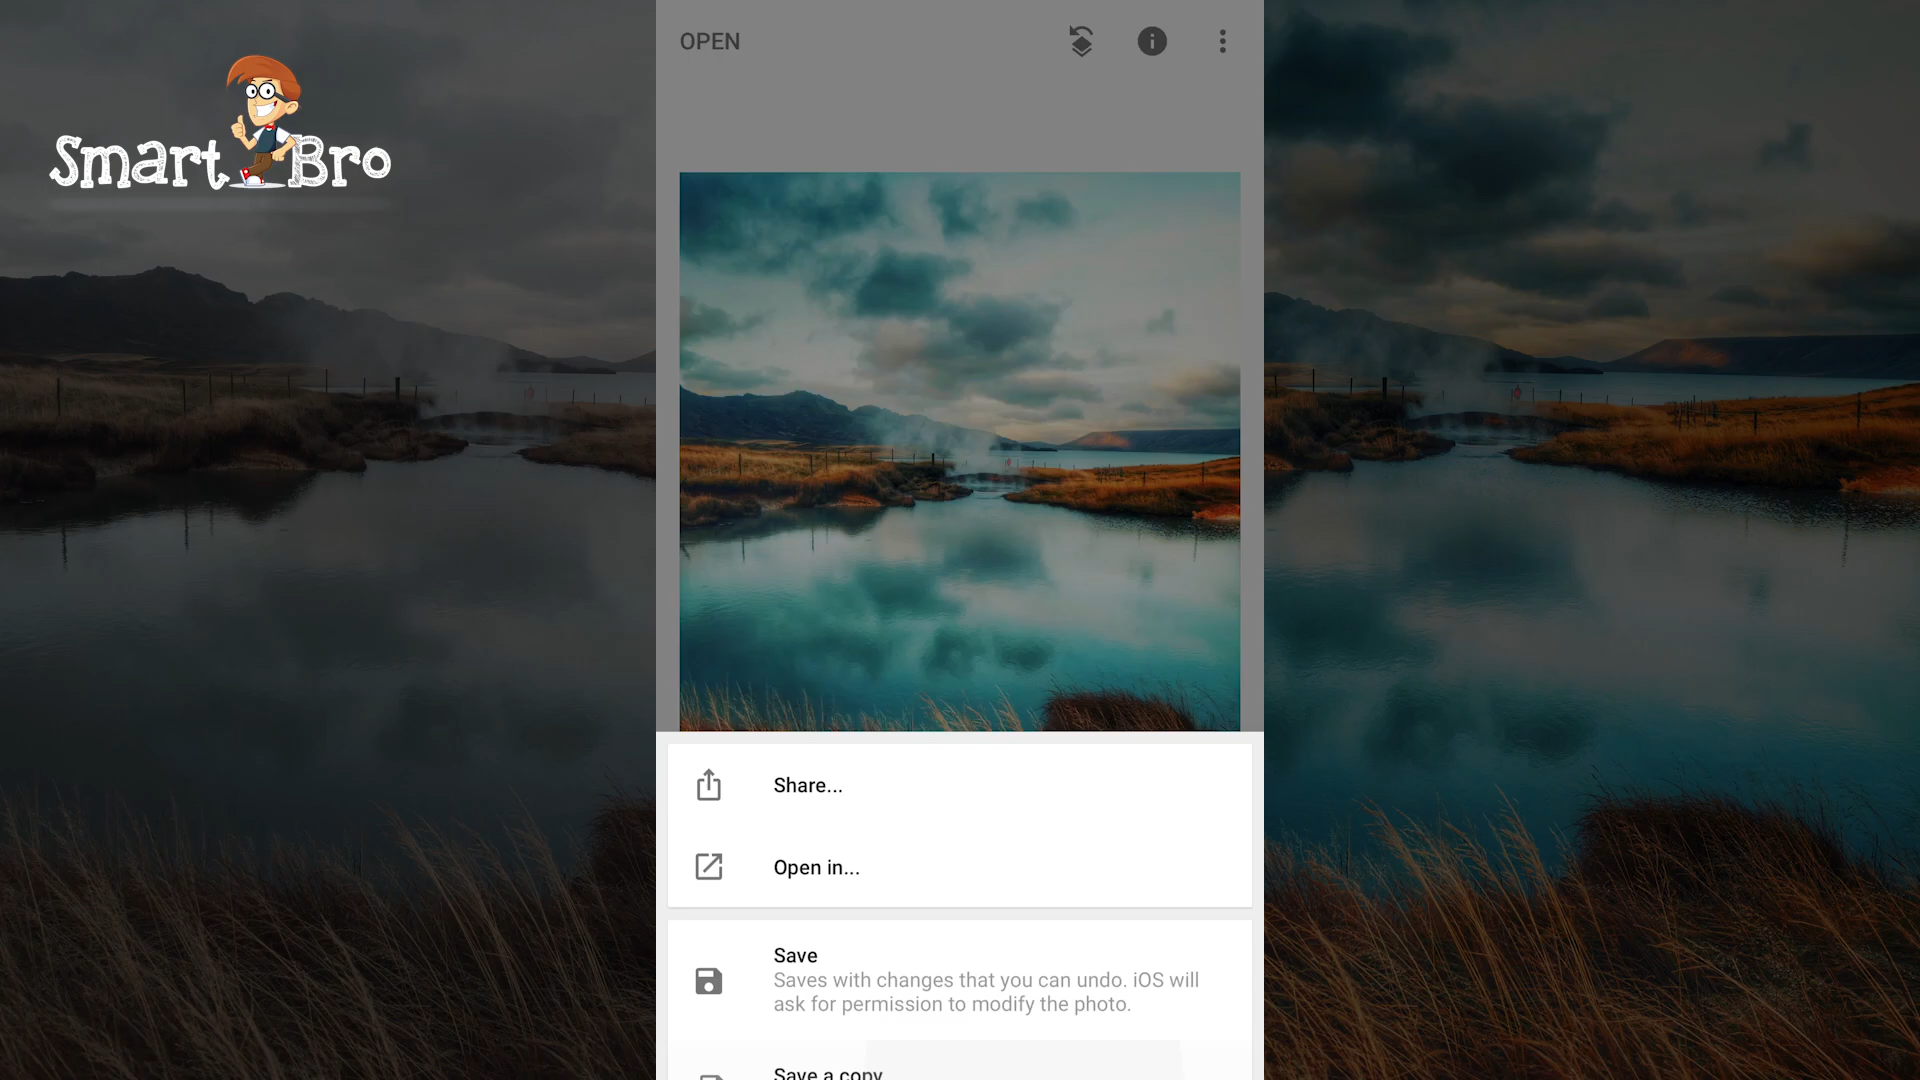 Smart Bro
OPEN
Share...
Open in...
Save
Saves with changes that you can undo. iOS will
ask for permission to modify the photo.
Save a copy